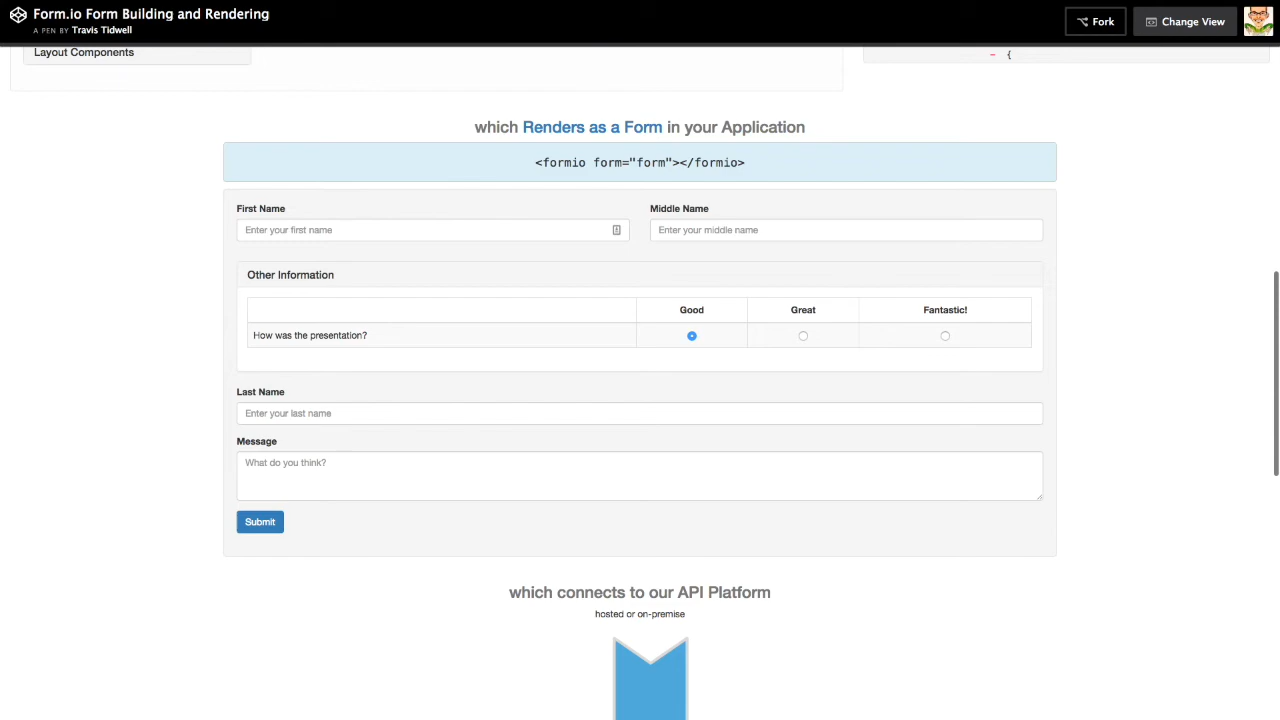 Form.io Form Building and Rendering
A PEN BY Travis Tidwell
Fork
Change View
Layout Components
- {
which Renders as a Form in your Application
<formio form="form"></formio>
First Name
Middle Name
Enter your first name
Enter your middle name
Other Information
Good Great Fantastic!
How was the presentation?
Last Name
Enter your last name
Message
What do you think?
Submit
which connects to our API Platform
hosted or on-premise